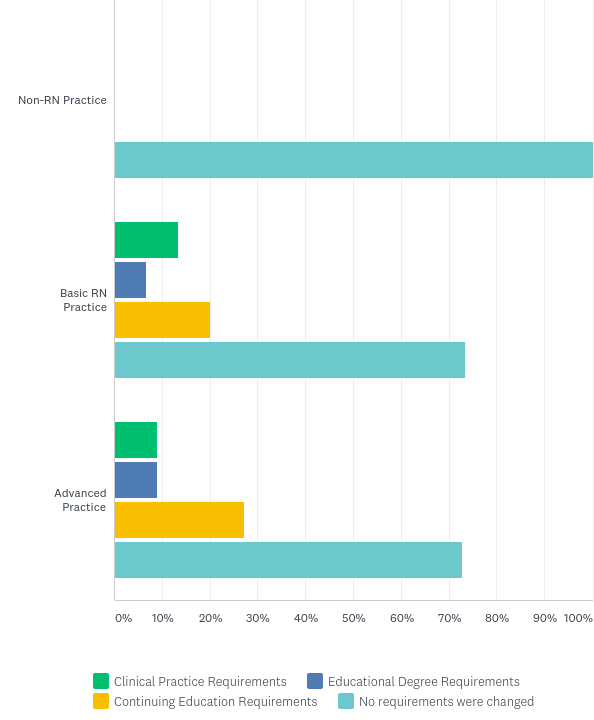 Non-RN Practice
Basic RN
Practice
Advanced
Practice
0% 10% 20% 30% 40% 50% 60% 70% 80% 90% 100%
Clinical Practice Requirements Educational Degree Requirements
Continuing Education Requirements No requirements were changed